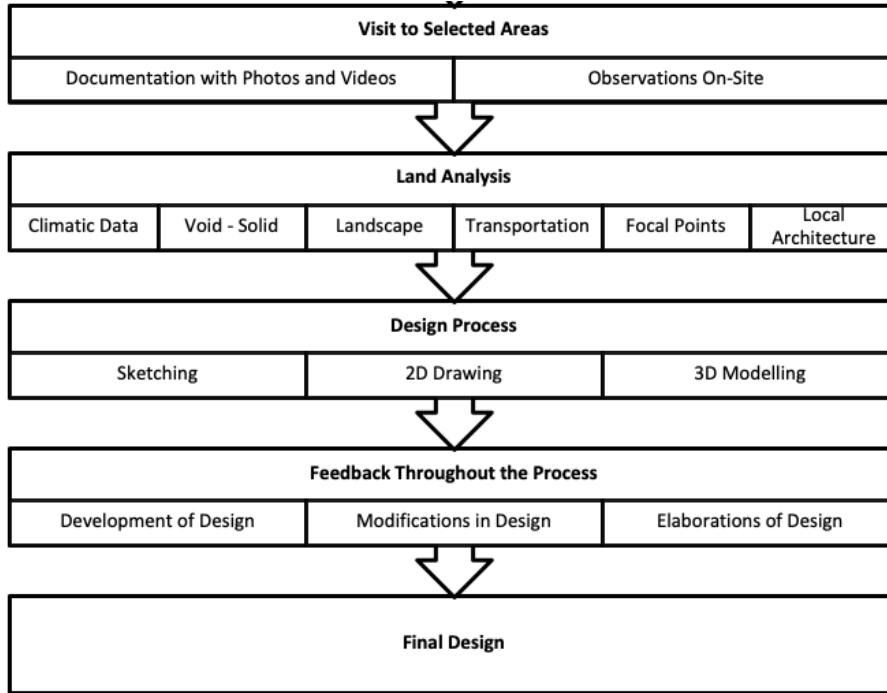 Visit to Selected Areas
Documentation with Photos and Videos
Observations On-Site
Land Analysis
Climatic Data
Void - Solid
Landscape
Transportation
Focal Points
Local
Architecture
Design Process
Sketching
2D Drawing
3D Modelling
Feedback Throughout the Process
Development of Design
Modifications in Design
Elaborations of Design
Final Design